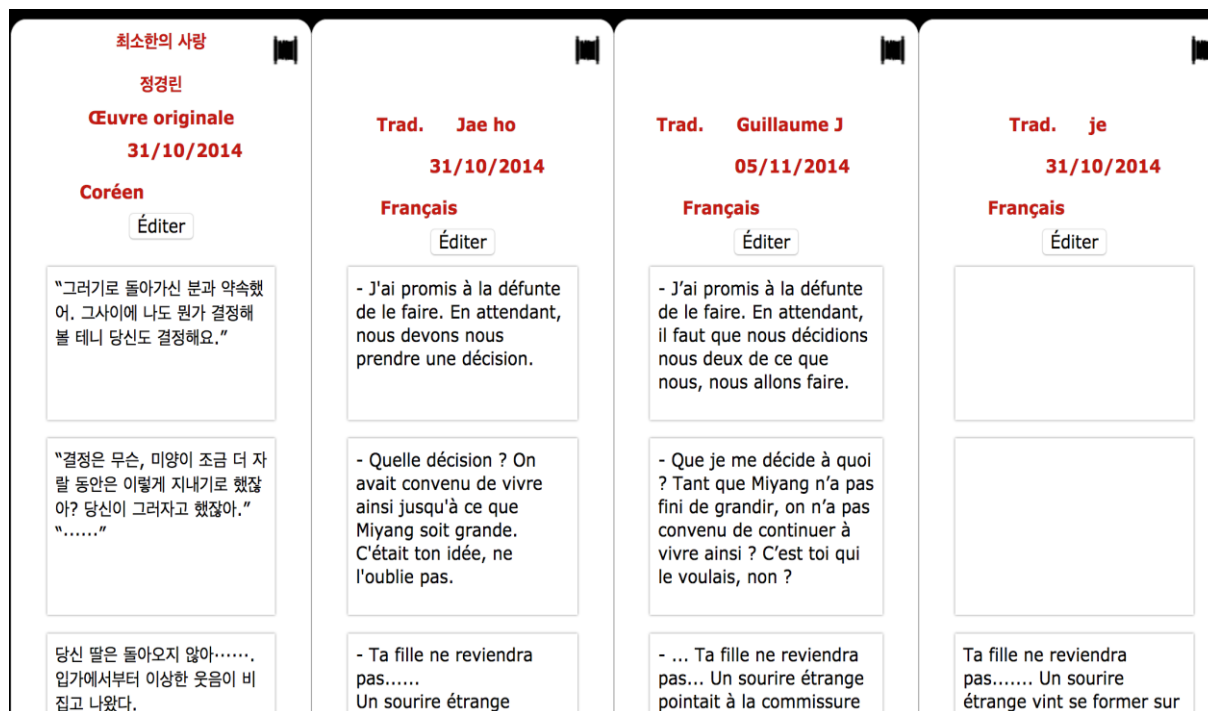 최소한의 사랑
정경린
Œuvre originale
31/10/2014
Coréen
Éditer
“그러기로 돌아가신 분과 약속했
어. 그사이에 나도 뭔가 결정해
볼 테니 당신도 결정해요.”
“결정은 무슨, 미양이 조금 더 자
랄 동안은 이렇게 지내기로 했잖
아? 당신이 그러자고 했잖아.”
“……”
당신 딸은 돌아오지 않아…….
입가에서부터 이상한 웃음이 비
집고 나왔다.
Trad. Jae ho
31/10/2014
Français
Éditer
- J'ai promis à la défunte
de le faire. En attendant,
nous devons nous
prendre une décision.
- Quelle décision ? On
avait convenu de vivre
ainsi jusqu'à ce que
Miyang soit grande.
C'était ton idée, ne
l'oublie pas.
- Ta fille ne reviendra
pas......
Un sourire étrange
Trad. Guillaume J
05/11/2014
Français
Éditer
- J’ai promis à la défunte
de le faire. En attendant,
il faut que nous décidions
nous deux de ce que
nous, nous allons faire.
- Que je me décide à quoi
? Tant que Miyang n’a pas
fini de grandir, on n’a pas
convenu de continuer à
vivre ainsi ? C’est toi qui
le voulais, non ?
- ... Ta fille ne reviendra
pas... Un sourire étrange
pointait à la commissure
Trad. je
31/10/2014
Français
Éditer
Ta fille ne reviendra
pas....... Un sourire
étrange vint se former sur